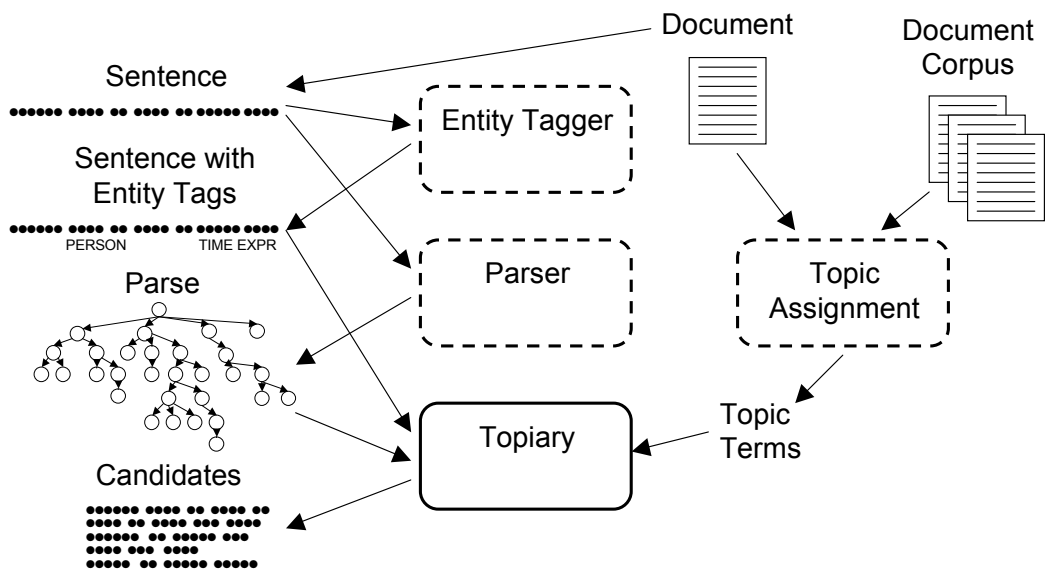 Document
Document
Corpus
Sentence
Entity Tagger
Sentence with
Entity Tags
PERSON
TIME EXPR
Parse
Parser
Topic
Assignment
Topiary
Topic
Terms
Candidates